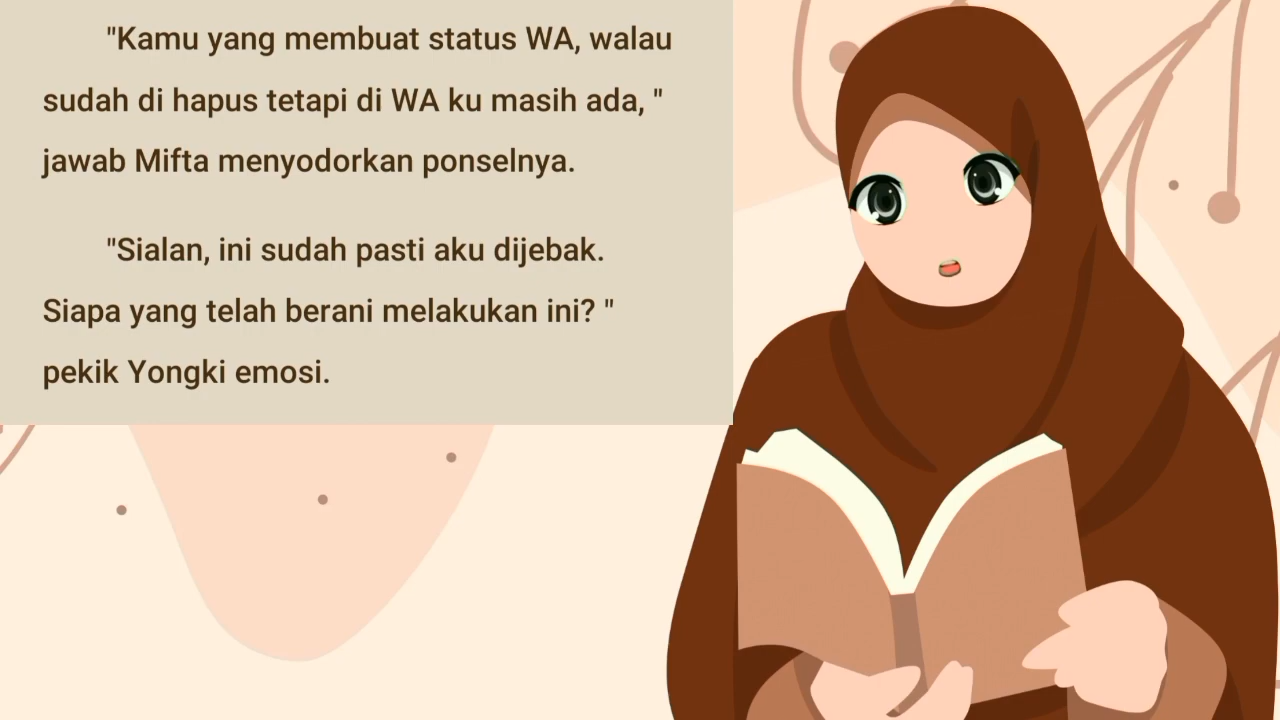 "Kamu yang membuat status WA, walau
sudah di hapus tetapi di WA ku masih ada, "
jawab Mifta menyodorkan ponselnya.
"Sialan, ini sudah pasti aku dijebak.
Siapa yang telah berani melakukan ini? "
pekik Yongki emosi.